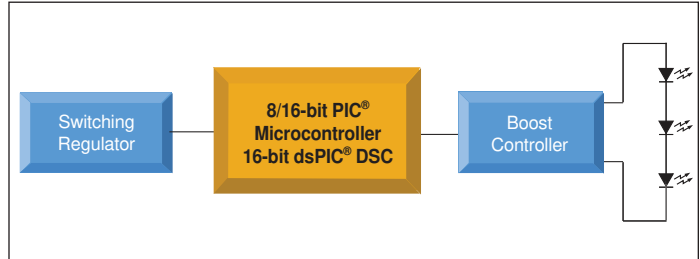 Switching
Regulator
8/16-bit PIC®
Microcontroller
16-bit dsPIC® DSC
Boost
Controller